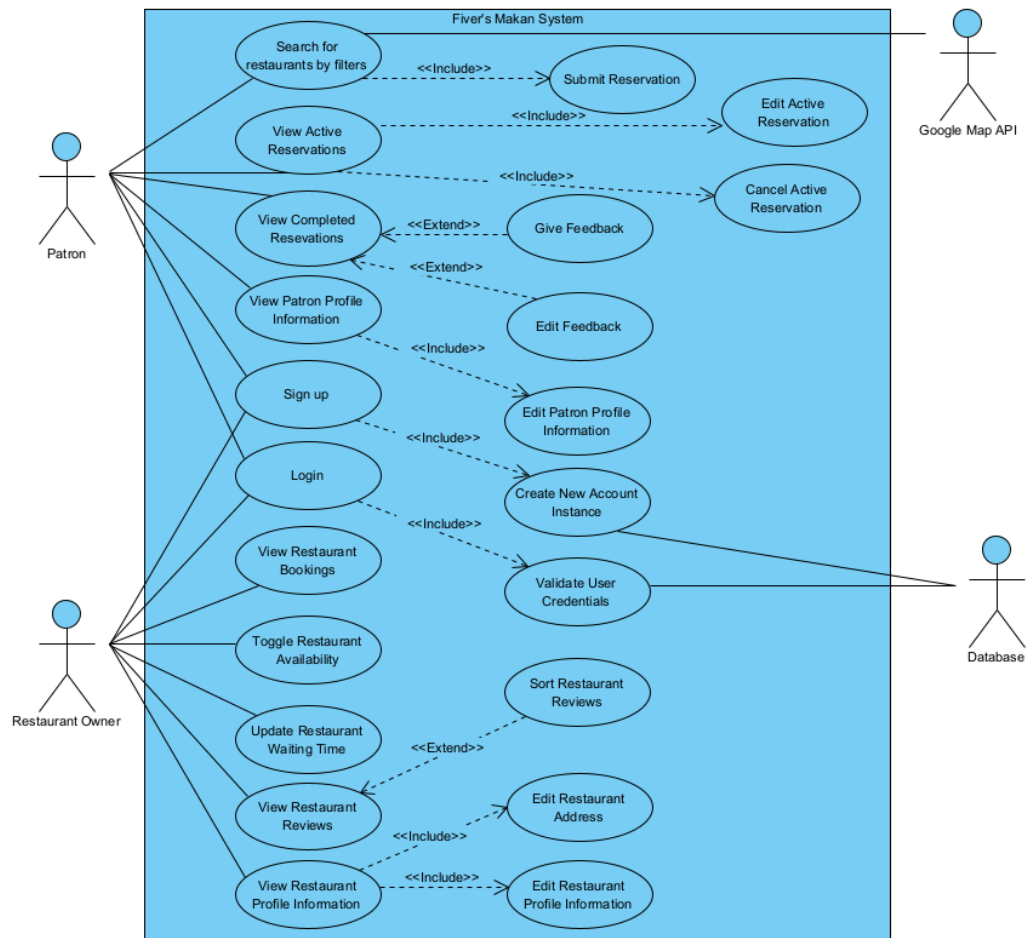 Fiver's Makan System
Search for
restaurants by filters
<<Include>>
Submit Reservation
Edit Active
Reservation
Google Map API
View Active
Reservations
<<Include>>
<<Include>>
Cancel Active
Reservation
Patron
View Completed
Resevations
<<Extend>>
Give Feedback
<<Extend>>
View Patron Profile
Information
Edit Feedback
<<Include>>
Sign up
Edit Patron Profile
Information
<<Include>>
Login
Create New Account
Instance
<<Include>>
View Restaurant
Bookings
Validate User
Credentials
Database
Toggle Restaurant
Availability
Sort Restaurant
Reviews
Restaurant Owner
Update Restaurant
Waiting Time
<<Extend>>
View Restaurant
Reviews
Edit Restaurant
Address
<<Include>>
<<Include>>
View Restaurant
Profile Information
Edit Restaurant
Profile Information